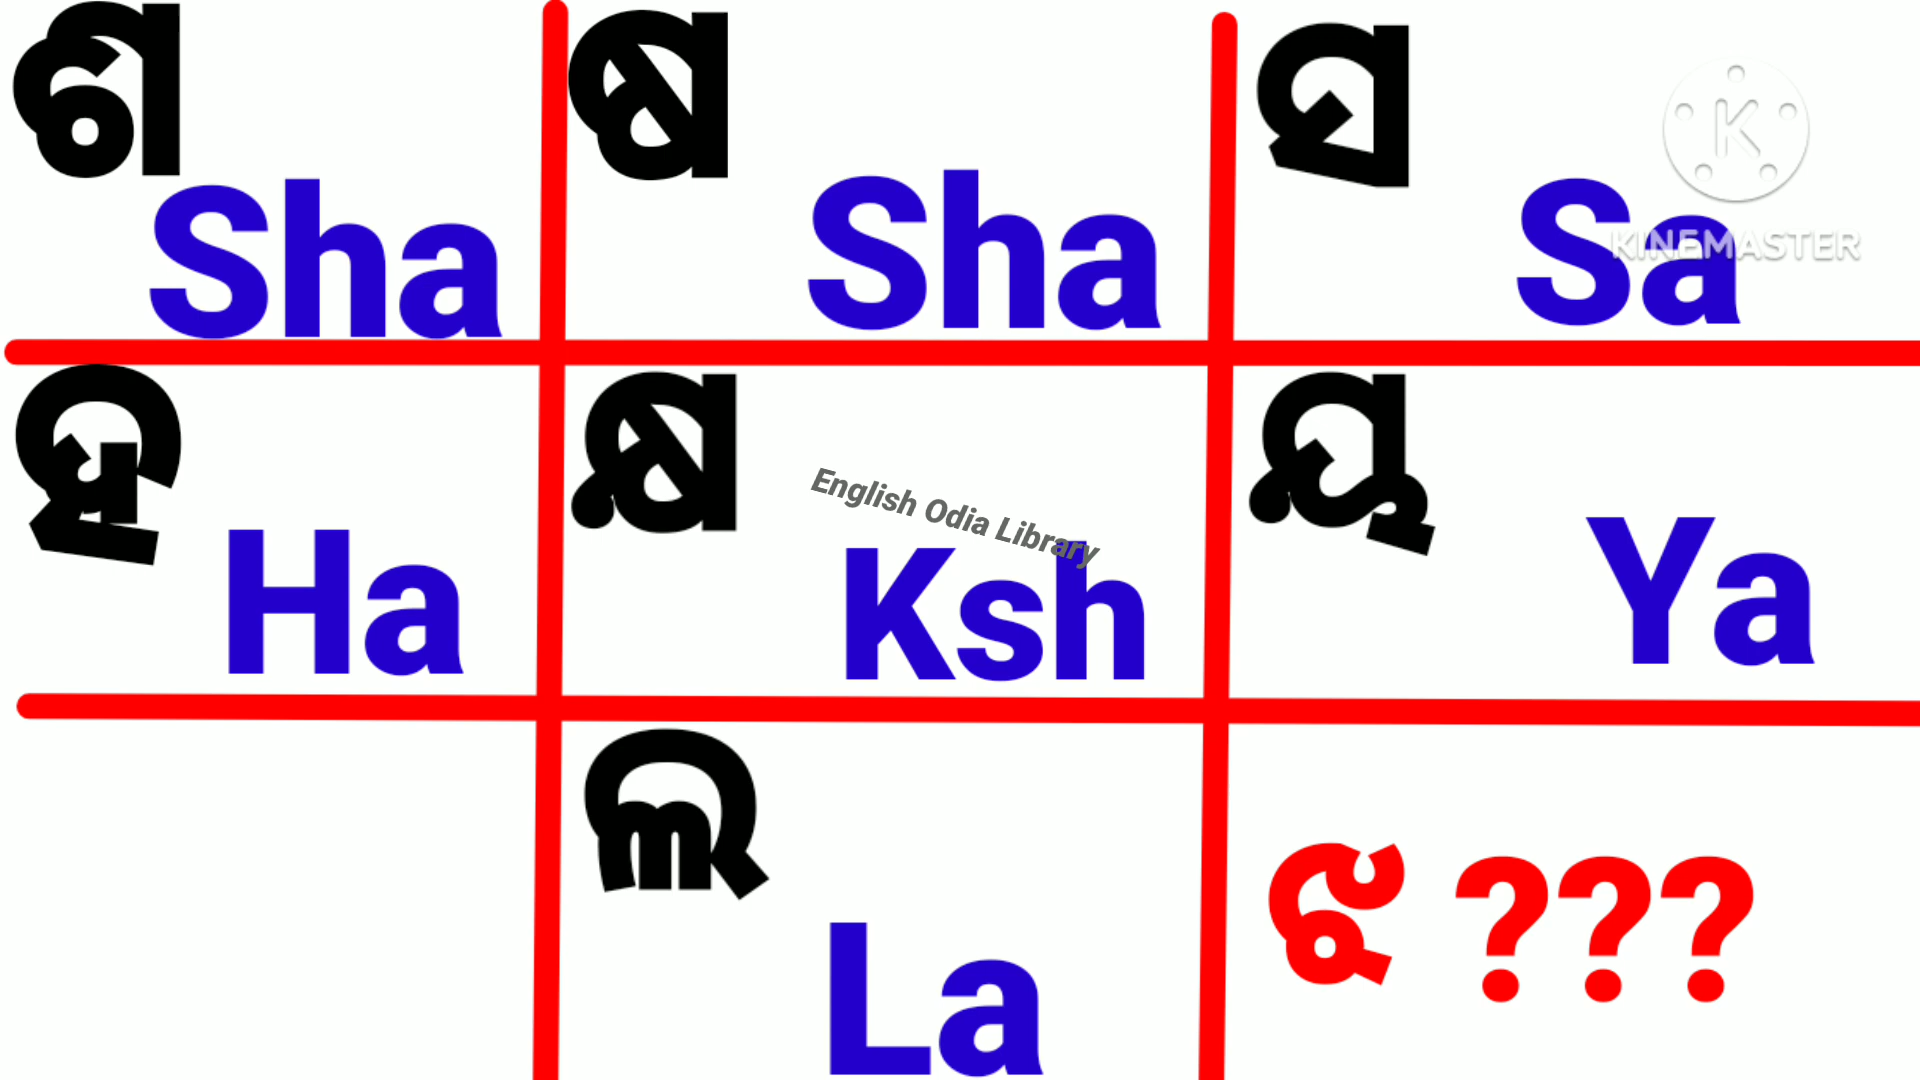 ଶ ଷ ସ
Sha Sha Sa
KINEMASTER
ହ କ୍ଷ ୟ
English Odia Library
Ha Ksh Ya
ଳ
ଙ ???
La